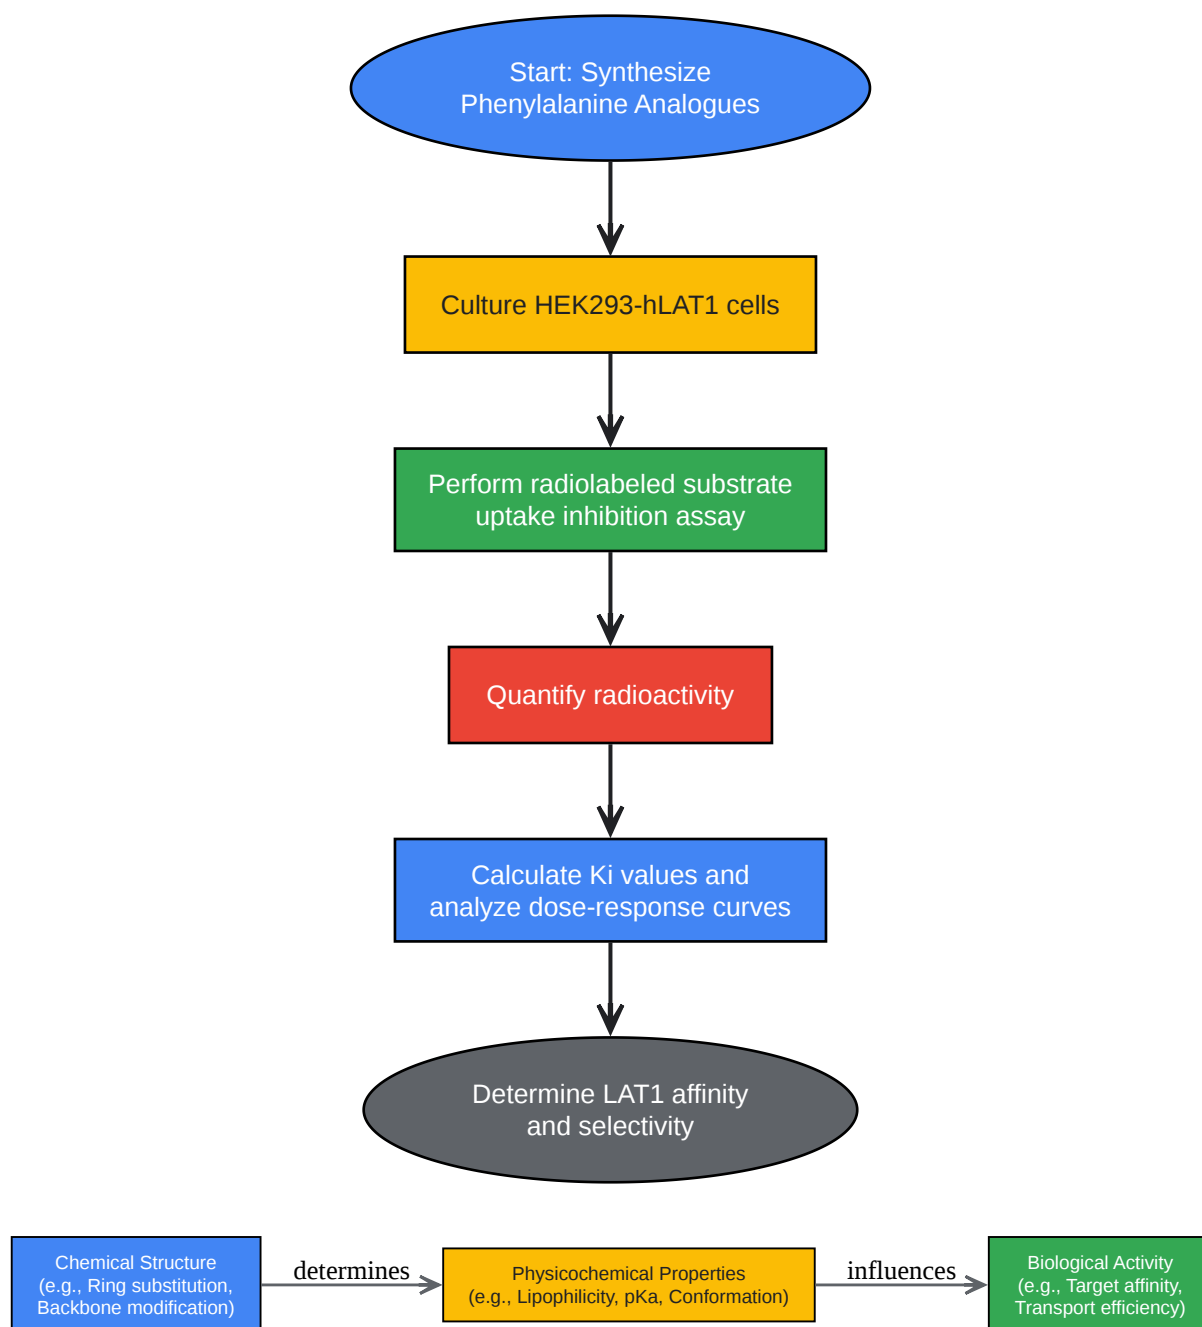 Start: Synthesize
Phenylalanine Analogues
Culture HEK293-hLAT1 cells
Perform radiolabeled substrate
uptake inhibition assay
Quantify radioactivity
Calculate Ki values and
analyze dose-response curves
Determine LAT1 affinity
and selectivity
Chemical Structure
(e.g., Ring substitution,
Backbone modification)
determines
Physicochemical Properties
(e.g., Lipophilicity, pKa, Conformation)
influences
Biological Activity
(e.g., Target affinity,
Transport efficiency)